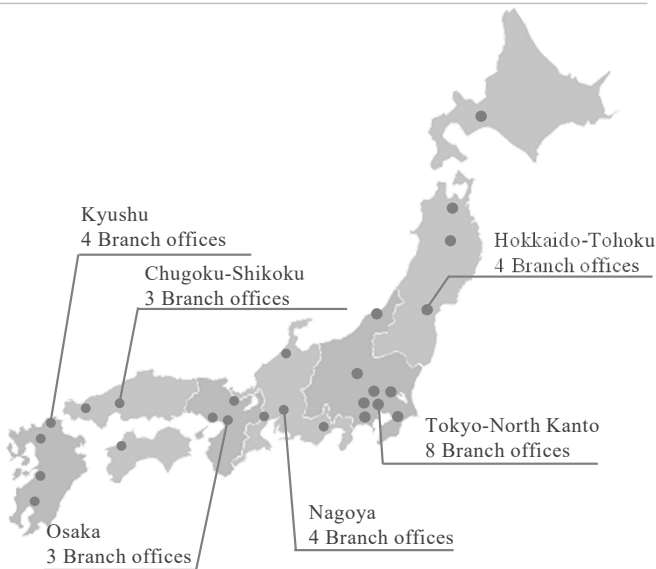 Kyushu
4 Branch offices
Chugoku-Shikoku
3 Branch offices
Hokkaido-Tohoku
4 Branch offices
Tokyo-North Kanto
8 Branch offices
Nagoya
4 Branch offices
Osaka
3 Branch offices